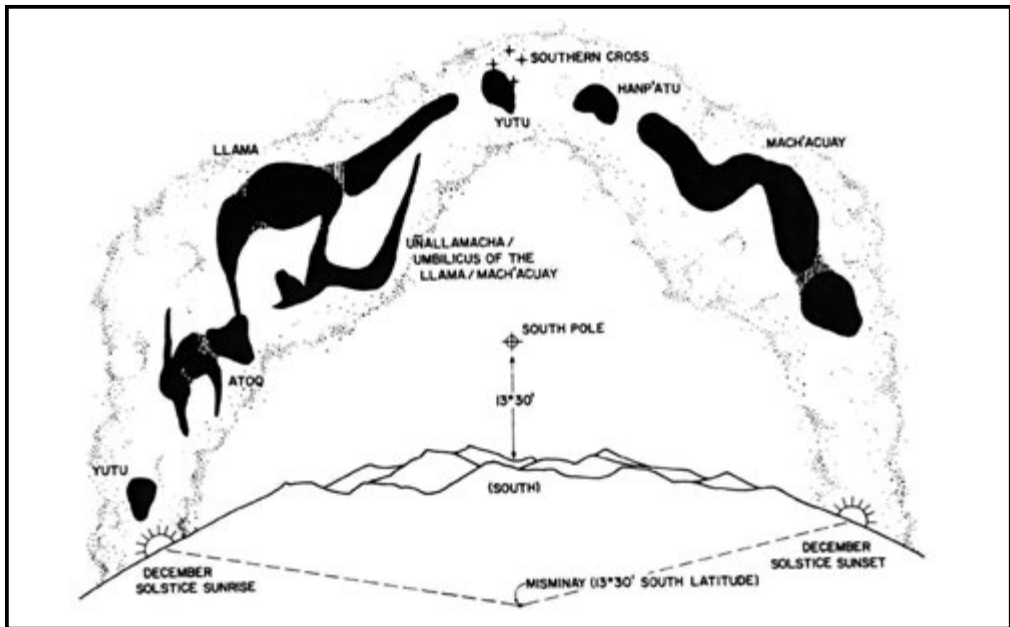 SOUTHERN CROSS
HANP'ATU
YUTU
LLAMA
MACH'ACUAY
UÑALLAMACHA /
UMBILICUS OF THE
LLAMA / MACH'ACUAY
SOUTH POLE
ATOQ
13°30'
YUTU
(SOUTH)
DECEMBER
SOLSTICE SUNRISE
DECEMBER
SOLSTICE SUNSET
MISMINAY (13°30' SOUTH LATITUDE)